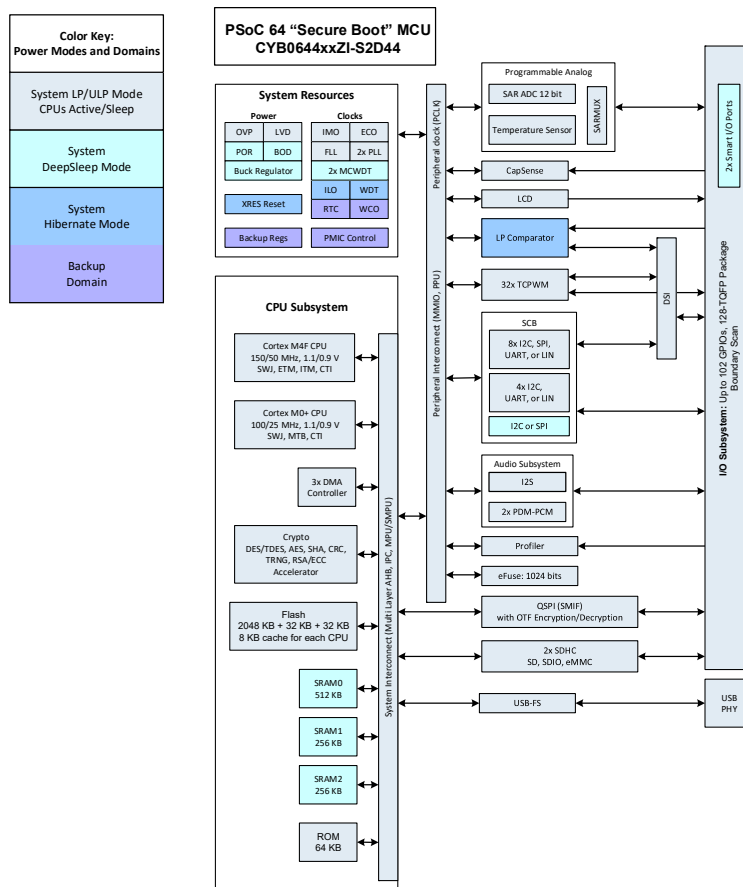 Color Key:
Power Modes and Domains
System LP/ULP Mode
CPUs Active/Sleep
System
DeepSleep Mode
System
Hibernate Mode
Backup
Domain
PSoC 64 “Secure Boot” MCU
CYB0644xxZI-S2D44
System Resources
Power
OVP
LVD
POR
BOD
Buck Regulator
XRES Reset
Backup Regs
Clocks
IMO
ECO
FLL
2x PLL
2x MCWDT
ILO
WDT
RTC
WCO
PMIC Control
CPU Subsystem
Cortex M4F CPU
150/50 MHz, 1.1/0.9 V
SWJ, ETM, ITM, CTI
Cortex M0+ CPU
100/25 MHz, 1.1/0.9 V
SWJ, MTB, CTI
3x DMA
Controller
Crypto
DES/TDES, AES, SHA, CRC,
TRNG, RSA/ECC
Accelerator
Flash
2048 KB + 32 KB + 32 KB
8 KB cache for each CPU
SRAM0
512 KB
SRAM1
256 KB
SRAM2
256 KB
ROM
64 KB
System Interconnect (Multi Layer AHB, IPC, MPU/SMPU)
Peripheral clock (PCLK)
Peripheral Interconnect (MMIO, PPU)
Programmable Analog
SAR ADC 12 bit
Temperature Sensor
SARMUX
CapSense
LCD
LP Comparator
32x TCPWM
DSI
SCB
8x I2C, SPI,
UART, or LIN
4x I2C,
UART, or LIN
I2C or SPI
Audio Subsystem
I2S
2x PDM-PCM
Profiler
eFuse: 1024 bits
QSPI (SMIF)
with OTF Encryption/Decryption
2x SDHC
SD, SDIO, eMMC
USB-FS
2x Smart I/O Ports
I/O Subsystem: Up to 102 GPIOs, 128-TQFP Package
Boundary Scan
USB
PHY